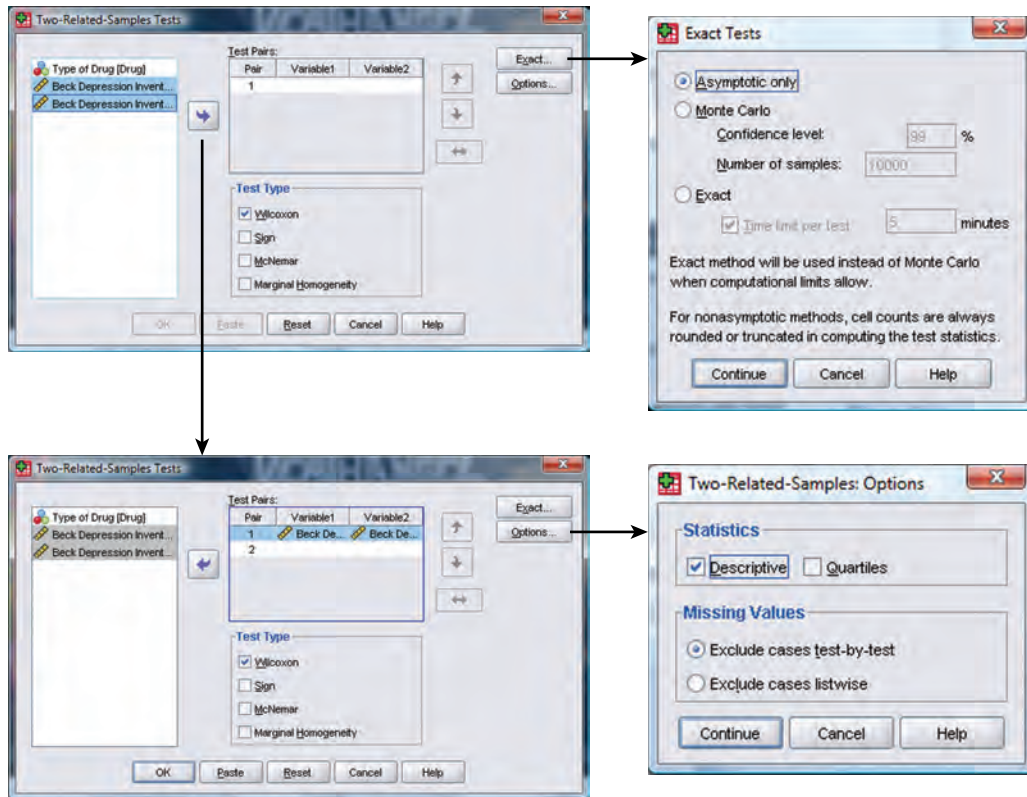 Two-Related-Samples Tests
Type of Drug [Drug]
Beck Depression Invent...
Beck Depression Invent...
Test Pairs:
Pair Variable1 Variable2
1
Exact...
Options...
Test Type
Wilcoxon
Sign
McNemar
Marginal Homogeneity
OK Paste Reset Cancel Help
Exact Tests
Asymptotic only
Monte Carlo
Confidence level: 99 %
Number of samples: 10000
Exact
Time limit per test: 5 minutes
Exact method will be used instead of Monte Carlo
when computational limits allow.
For nonasymptotic methods, cell counts are always
rounded or truncated in computing the test statistics.
Continue Cancel Help
Two-Related-Samples Tests
Type of Drug [Drug]
Beck Depression Invent...
Beck Depression Invent...
Test Pairs:
Pair Variable1 Variable2
1 Beck De... Beck De...
2
Exact...
Options...
Test Type
Wilcoxon
Sign
McNemar
Marginal Homogeneity
OK Paste Reset Cancel Help
Two-Related-Samples: Options
Statistics
Descriptive Quartiles
Missing Values
Exclude cases test-by-test
Exclude cases listwise
Continue Cancel Help